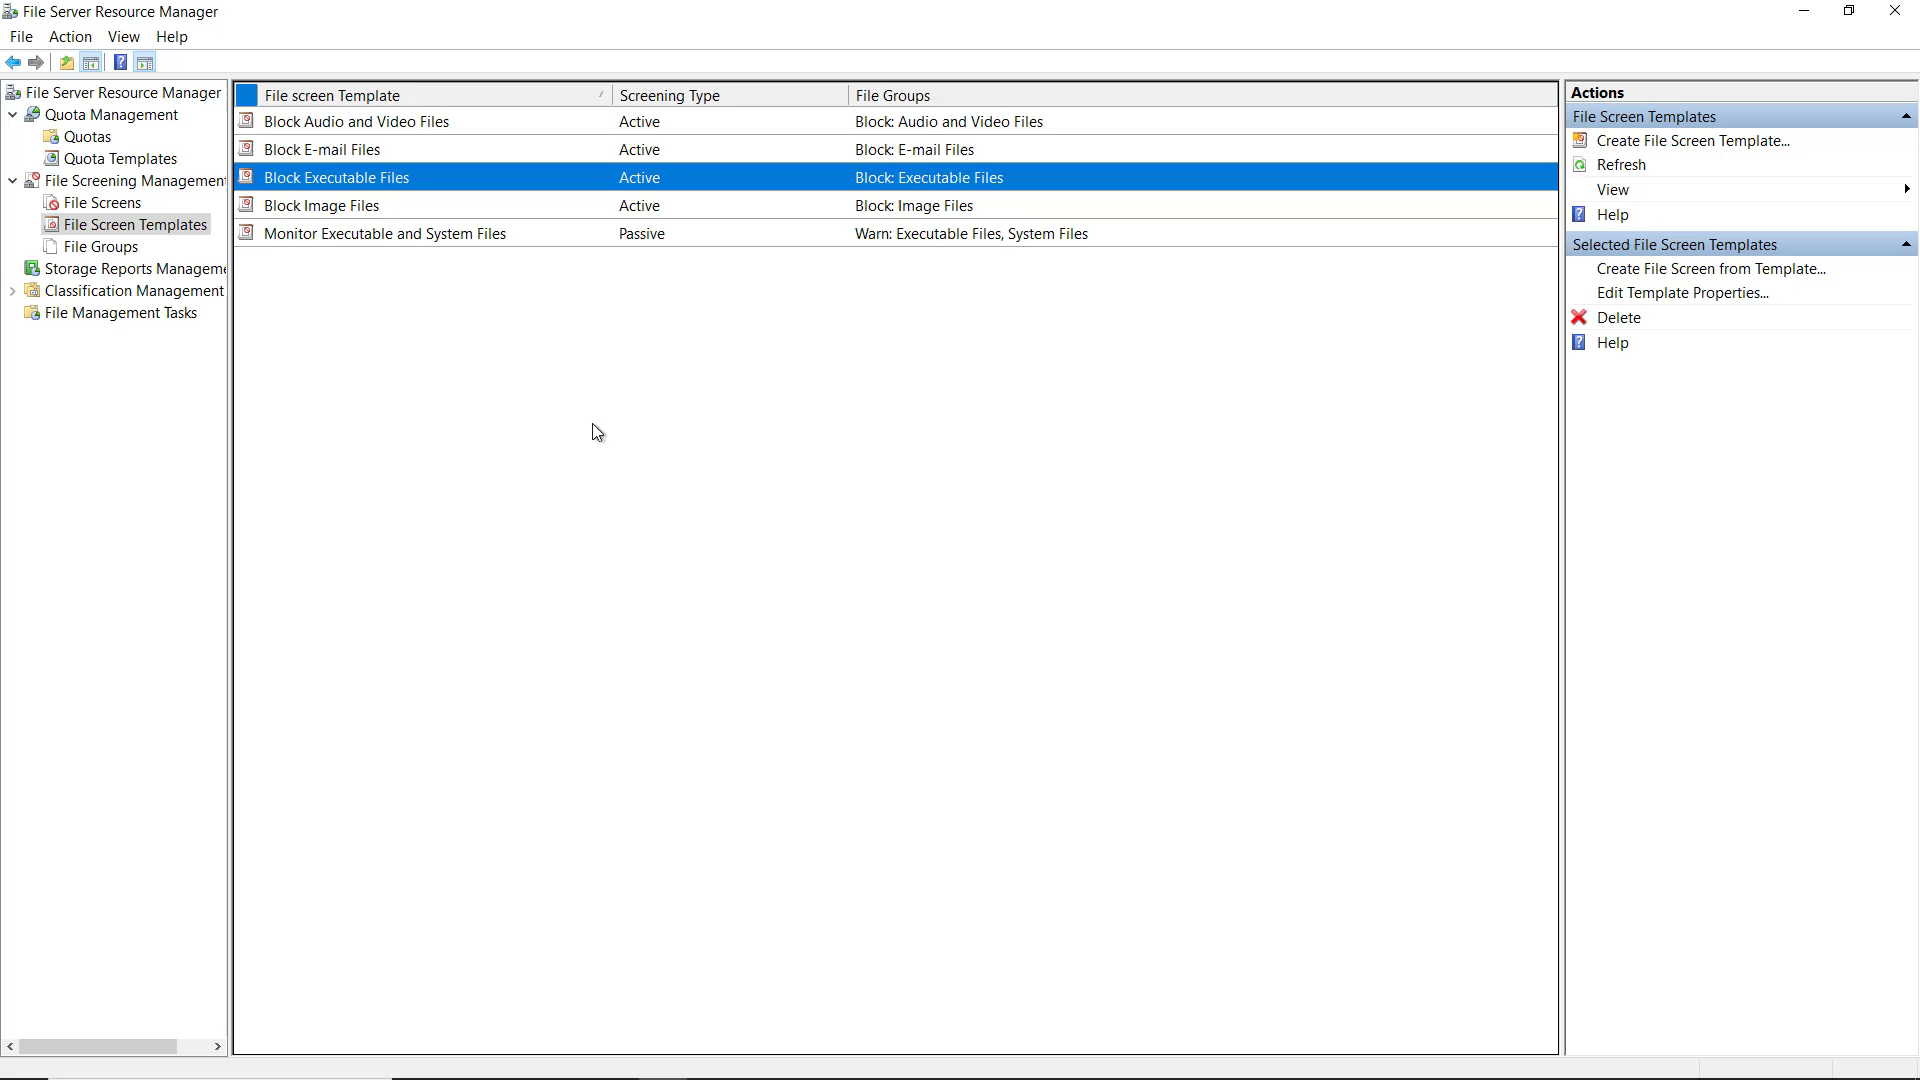 File Server Resource Manager
File Action View Help
File Server Resource Manager
Quota Management
Quotas
Quota Templates
File Screening Managemen
File Screens
File Screen Templates
File Groups
Storage Reports Manageme
Classification Management
File Management Tasks
File screen Template Screening Type File Groups
Block Audio and Video Files Active Block: Audio and Video Files
Block E-mail Files Active Block: E-mail Files
Block Executable Files Active Block: Executable Files
Block Image Files Active Block: Image Files
Monitor Executable and System Files Passive Warn: Executable Files, System Files
Actions
File Screen Templates
Create File Screen Template...
Refresh
View
Help
Selected File Screen Templates
Create File Screen from Template...
Edit Template Properties...
Delete
Help